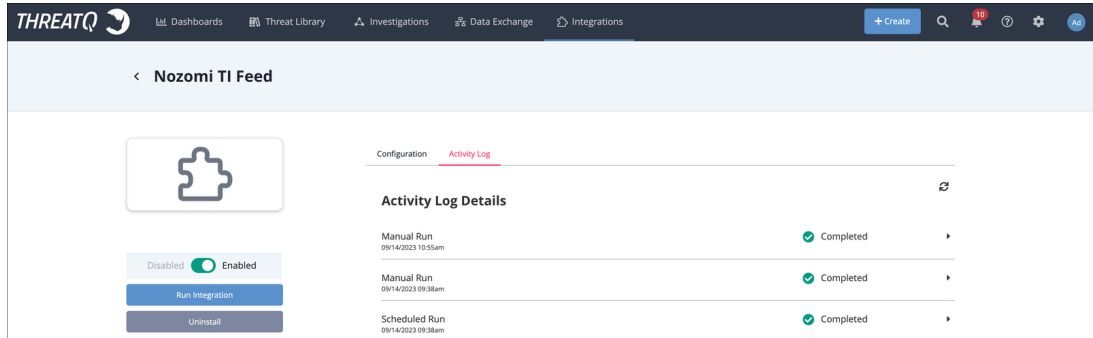 THREATQ Dashboards Threat Library Investigations Data Exchange Integrations + Create 10 Ad
Nozomi TI Feed
Configuration Activity Log
Activity Log Details
Manual Run Completed
09/14/2023 10:55am
Disabled Enabled
Manual Run Completed
09/14/2023 09:38am
Run Integration
Uninstall
Scheduled Run Completed
09/14/2023 09:38am